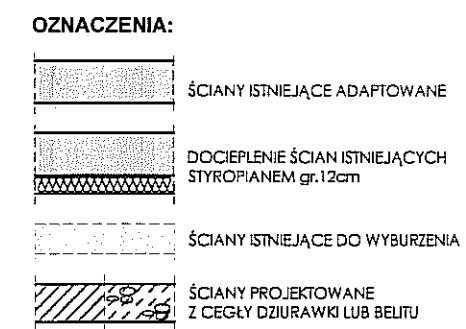 OZNACZENIA:
ŚCIANY ISTNIEJĄCE ADAPTOWANE
DOCIEPLENIE ŚCIAN ISTNIEJĄCYCH
STYROPIANEM gr.12cm
ŚCIANY ISTNIEJĄCE DO WYBURZENIA
ŚCIANY PROJEKTOWANE
Z CEGŁY DZIURAWKI LUB BELITU